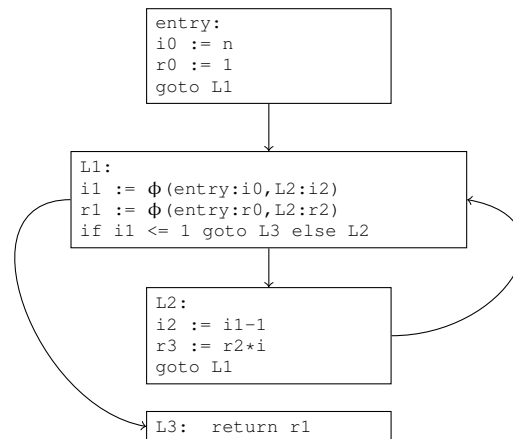 entry:
i0 := n
r0 := 1
goto L1
L1:
i1 := ϕ(entry:i0,L2:i2)
r1 := ϕ(entry:r0,L2:r2)
if i1 <= 1 goto L3 else L2
L2:
i2 := i1-1
r3 := r2*i
goto L1
L3: return r1